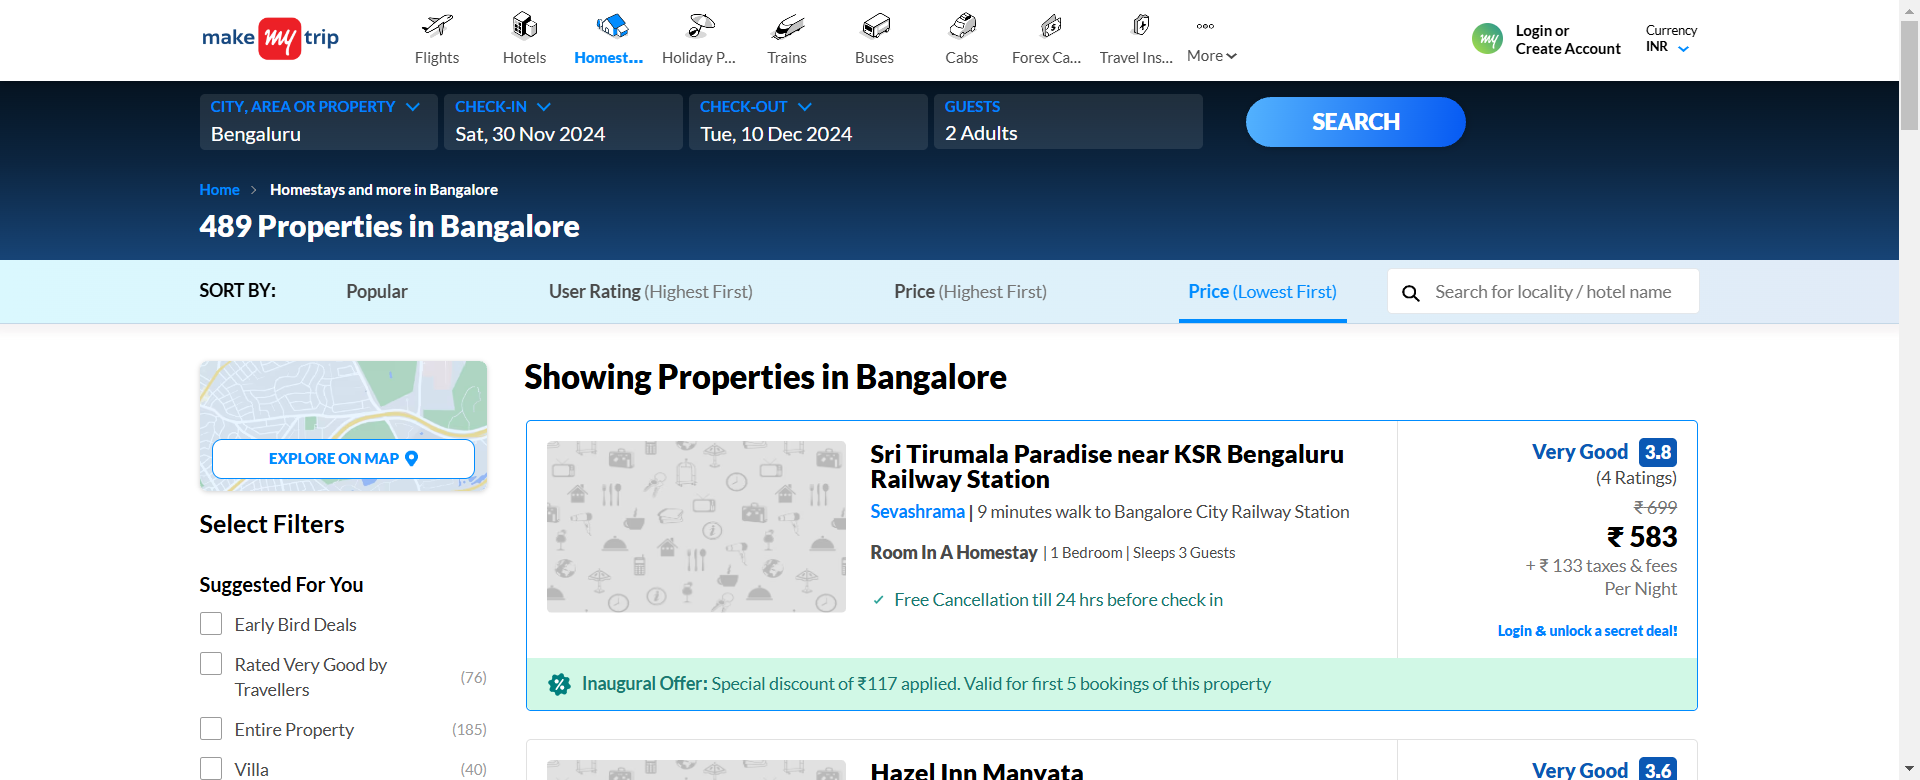 make my trip
Flights
Hotels
Homest...
Holiday P...
Trains
Buses
Cabs
Forex Ca...
Travel Ins...
More
my
Login or
Create Account
Currency
INR
CITY, AREA OR PROPERTY
Bengaluru
CHECK-IN
Sat, 30 Nov 2024
CHECK-OUT
Tue, 10 Dec 2024
GUESTS
2 Adults
SEARCH
Home > Homestays and more in Bangalore
489 Properties in Bangalore
SORT BY:
Popular
User Rating (Highest First)
Price (Highest First)
Price (Lowest First)
Search for locality / hotel name
EXPLORE ON MAP
Select Filters
Suggested For You
Early Bird Deals
Rated Very Good by
Travellers
(76)
Entire Property
(185)
Villa
(40)
Showing Properties in Bangalore
Sri Tirumala Paradise near KSR Bengaluru
Railway Station
Sevashrama | 9 minutes walk to Bangalore City Railway Station
Room In A Homestay | 1 Bedroom | Sleeps 3 Guests
Free Cancellation till 24 hrs before check in
Very Good 3.8
(4 Ratings)
₹ 699
₹ 583
+ ₹ 133 taxes & fees
Per Night
Login & unlock a secret deal!
Inaugural Offer: Special discount of ₹117 applied. Valid for first 5 bookings of this property
Hazel Inn Manyata
Very Good 3.6